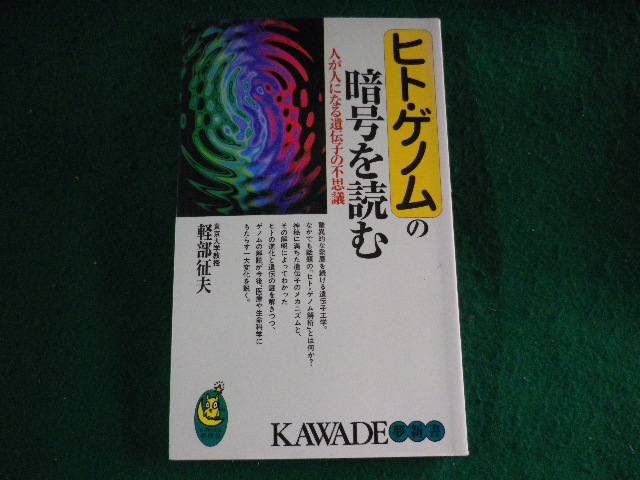 ヒト・ゲノムの
暗号を読む
人が人になる遺伝子の不思議
驚異的な発展を続ける遺伝子工学。
なかでも話題の“ヒト・ゲノム解析”とは何か?
神秘に満ちた遺伝子のメカニズムと、
その解明によってわかった
ヒトの進化と遺伝の謎を解きつつ、
ゲノムの解読が今後、医療や生命科学に
もたらす一大変化を説く。
東京大学教授
軽部征夫
KAWADE
夢新書